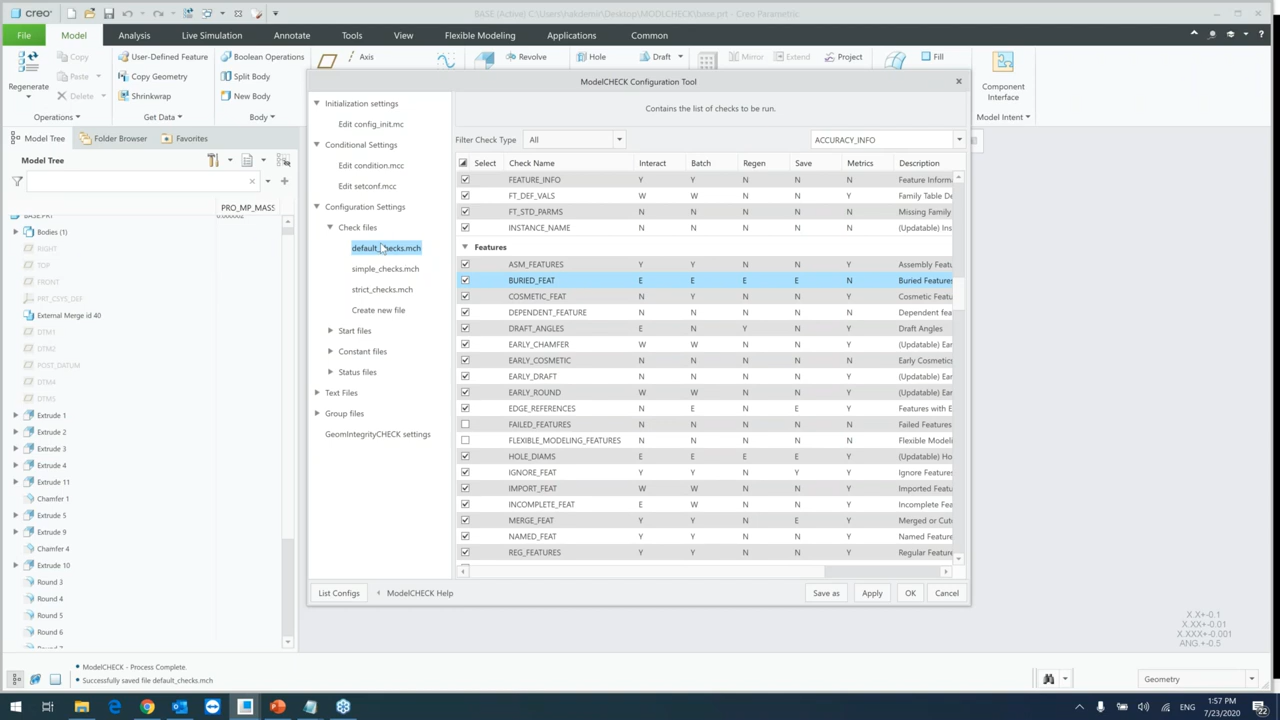 creo
BASE (Active) C:\Users\hakdemir\Desktop\MODLCHECK\base.prt - Creo Parametric
File Model Analysis Live Simulation Annotate Tools View Flexible Modeling Applications Common
Regenerate
Copy
Paste
Delete
Operations
User-Defined Feature
Copy Geometry
Shrinkwrap
Get Data
Boolean Operations
Split Body
New Body
Body
Axis
Revolve
Hole
Draft
Mirror
Extend
Project
Fill
Component
Interface
Model Intent
Model Tree Folder Browser Favorites
Model Tree
PRO_MP_MASS
BASE.PRT 0.000002
Bodies (1)
RIGHT
TOP
FRONT
PRT_CSYS_DEF
External Merge id 40
DTM1
DTM2
POST_DATUM
DTM4
DTM5
Extrude 1
Extrude 2
Extrude 3
Extrude 4
Extrude 11
Chamfer 1
Extrude 5
Extrude 9
Chamfer 4
Extrude 10
Round 3
Round 4
Round 5
Round 6
ModelCHECK Configuration Tool
Initialization settings
Edit config_init.mc
Conditional Settings
Edit condition.mcc
Edit setconf.mcc
Configuration Settings
Check files
default_checks.mch
simple_checks.mch
strict_checks.mch
Create new file
Start files
Constant files
Status files
Text Files
Group files
GeomIntegrityCHECK settings
Contains the list of checks to be run.
Filter Check Type All ACCURACY_INFO
Select Check Name Interact Batch Regen Save Metrics Description
FEATURE_INFO Y Y N N N Feature Inform
FT_DEF_VALS W W N N Y Family Table De
FT_STD_PARMS N N N N N Missing Family
INSTANCE_NAME N N N N N (Updatable) Ins
Features
ASM_FEATURES Y Y N N Y Assembly Featu
BURIED_FEAT E E E E N Buried Features
COSMETIC_FEAT N Y N N Y Cosmetic Featu
DEPENDENT_FEATURE N N N N N Dependent fea
DRAFT_ANGLES E N Y N Y Draft Angles
EARLY_CHAMFER W W N N Y (Updatable) Ear
EARLY_COSMETIC N N N N N Early Cosmetics
EARLY_DRAFT N N N N Y (Updatable) Ear
EARLY_ROUND W W N N Y (Updatable) Ear
EDGE_REFERENCES N E N E Y Features with E
FAILED_FEATURES N N N N N Failed Features
FLEXIBLE_MODELING_FEATURES N N N N N Flexible Modeli
HOLE_DIAMS E E E E Y (Updatable) Ho
IGNORE_FEAT Y Y N Y Y Ignore Features
IMPORT_FEAT W W N N Y Imported Featu
INCOMPLETE_FEAT E W N N Y Incomplete Fea
MERGE_FEAT Y Y N E Y Merged or Cut
NAMED_FEAT Y Y N N Y Named Feature
REG_FEATURES Y Y N N Y Regular Feature
List Configs ModelCHECK Help Save as Apply OK Cancel
X.X+-0.1
X.XX+-0.01
X.XXX+-0.001
ANG.+-0.5
ModelCHECK - Process Complete.
Successfully saved file default_checks.mch
Geometry
ENG
1:57 PM
7/23/2020
22